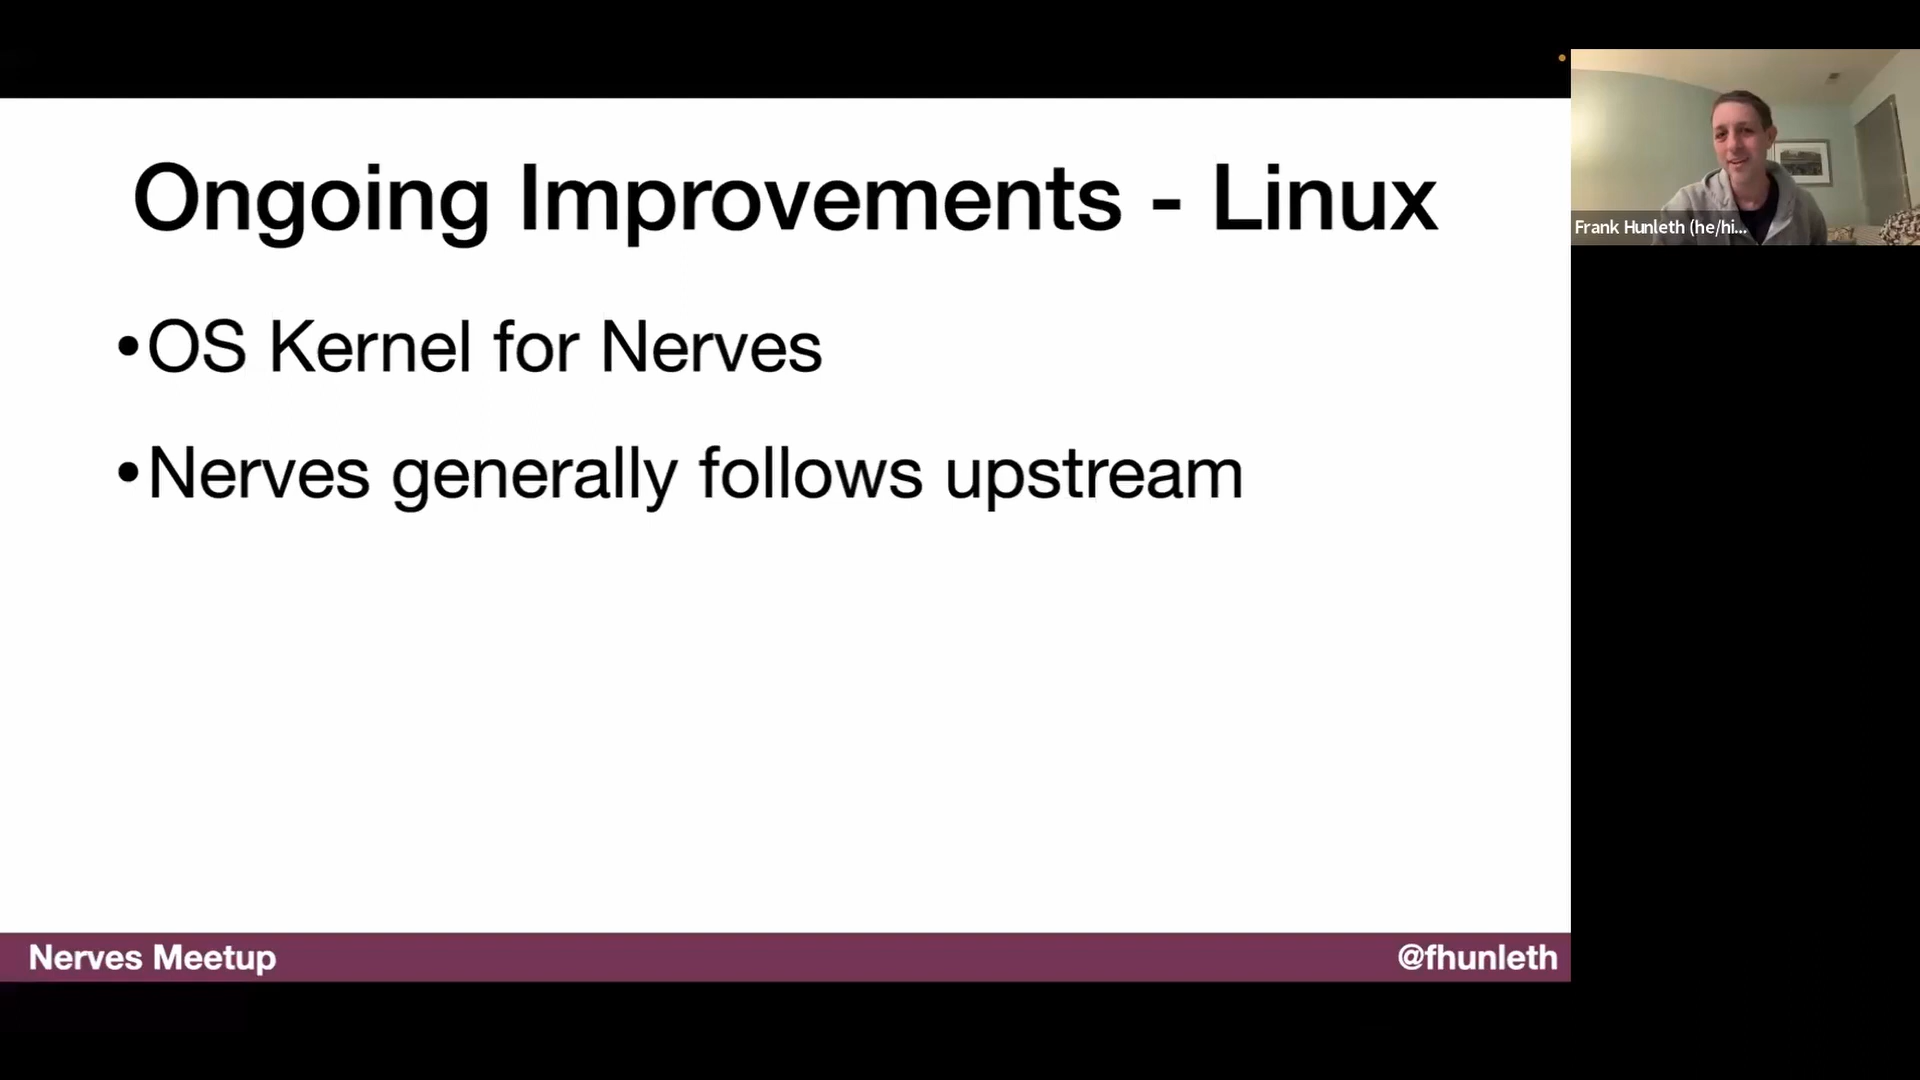 Ongoing Improvements - Linux
•OS Kernel for Nerves
•Nerves generally follows upstream
Frank Hunleth (he/hi...
Nerves Meetup
@fhunleth